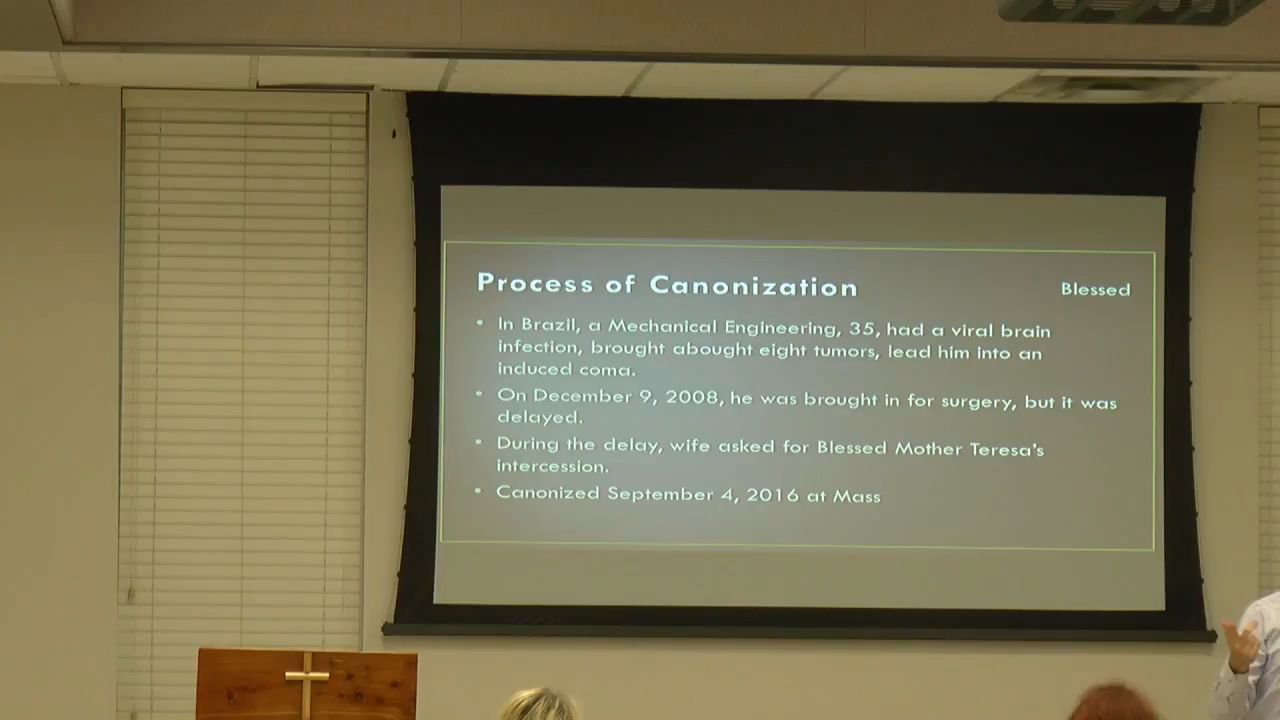 Process of Canonization
Blessed
• In Brazil, a Mechanical Engineering, 35, had a viral brain
infection, brought abought eight tumors, lead him into an
induced coma.
• On December 9, 2008, he was brought in for surgery, but it was
delayed.
• During the delay, wife asked for Blessed Mother Teresa's
intercession.
• Canonized September 4, 2016 at Mass